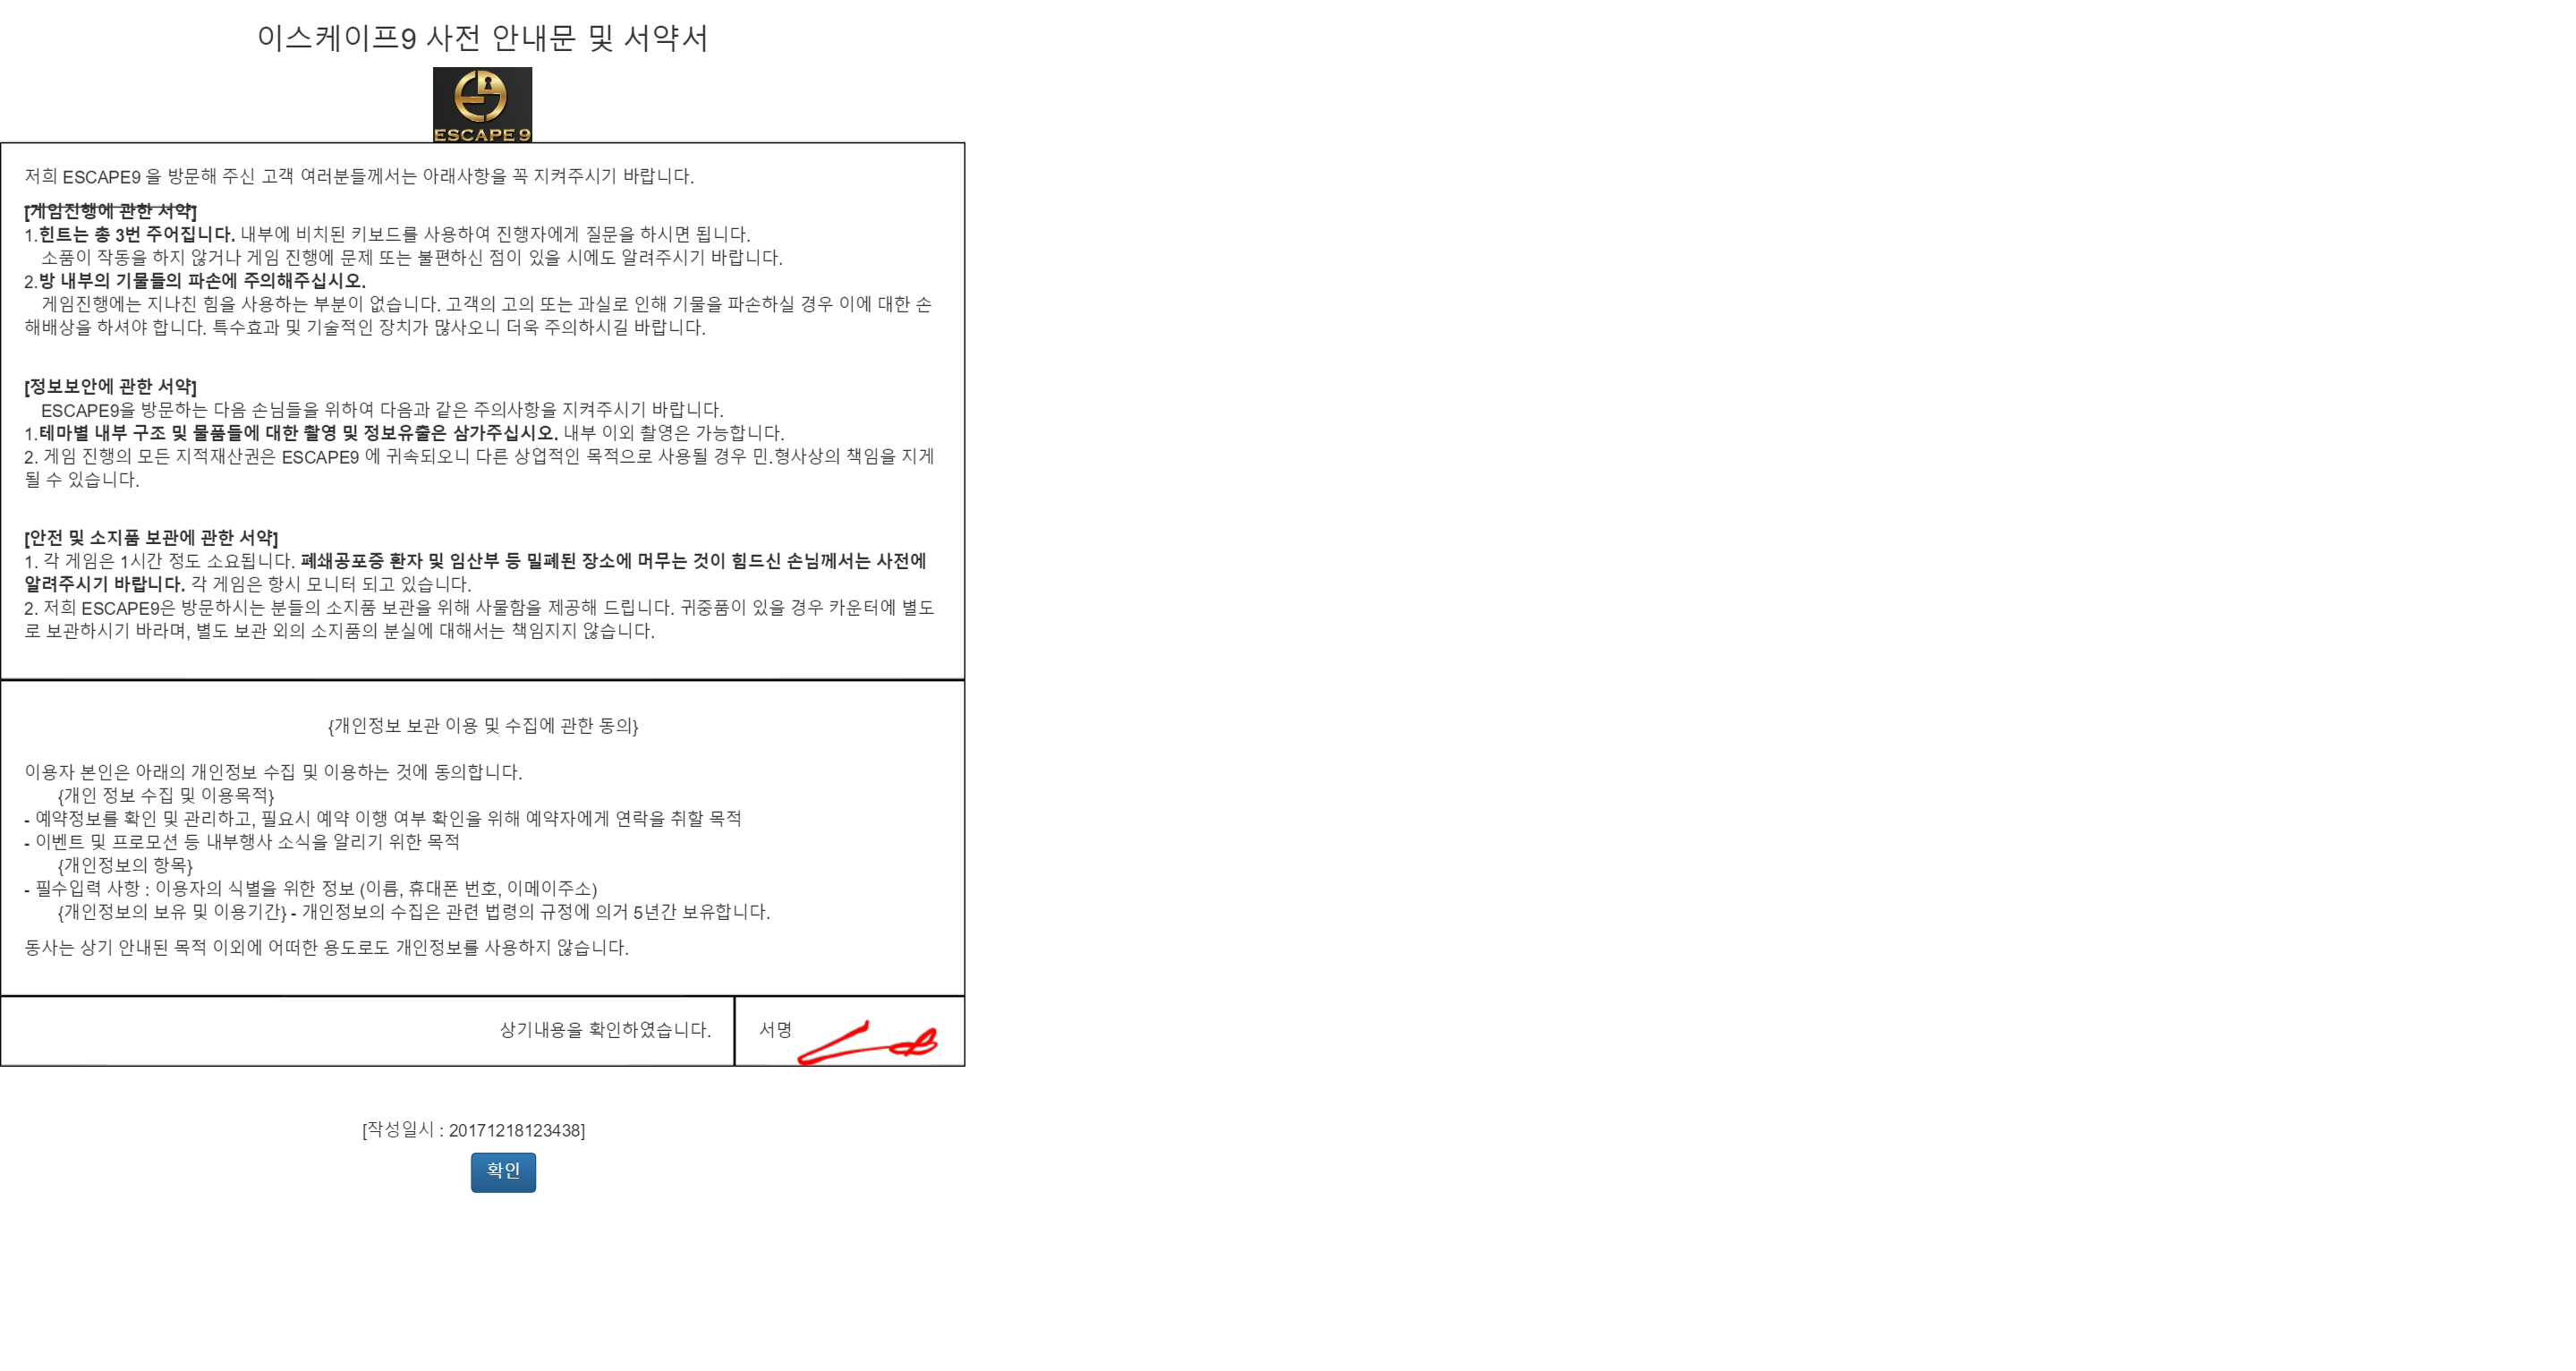 이스케이프9 사전 안내문 및 서약서
ESCAPE 9
저희 ESCAPE9 을 방문해 주신 고객 여러분들께서는 아래사항을 꼭 지켜주시기 바랍니다.
[게임진행에 관한 서약]
1.힌트는 총 3번 주어집니다. 내부에 비치된 키보드를 사용하여 진행자에게 질문을 하시면 됩니다.
소품이 작동을 하지 않거나 게임 진행에 문제 또는 불편하신 점이 있을 시에도 알려주시기 바랍니다.
2.방 내부의 기물들의 파손에 주의해주십시오.
게임진행에는 지나친 힘을 사용하는 부분이 없습니다. 고객의 고의 또는 과실로 인해 기물을 파손하실 경우 이에 대한 손
해배상을 하셔야 합니다. 특수효과 및 기술적인 장치가 많사오니 더욱 주의하시길 바랍니다.
[정보보안에 관한 서약]
ESCAPE9을 방문하는 다음 손님들을 위하여 다음과 같은 주의사항을 지켜주시기 바랍니다.
1.테마별 내부 구조 및 물품들에 대한 촬영 및 정보유출은 삼가주십시오. 내부 이외 촬영은 가능합니다.
2. 게임 진행의 모든 지적재산권은 ESCAPE9 에 귀속되오니 다른 상업적인 목적으로 사용될 경우 민.형사상의 책임을 지게
될 수 있습니다.
[안전 및 소지품 보관에 관한 서약]
1. 각 게임은 1시간 정도 소요됩니다. 폐쇄공포증 환자 및 임산부 등 밀폐된 장소에 머무는 것이 힘드신 손님께서는 사전에
알려주시기 바랍니다. 각 게임은 항시 모니터 되고 있습니다.
2. 저희 ESCAPE9은 방문하시는 분들의 소지품 보관을 위해 사물함을 제공해 드립니다. 귀중품이 있을 경우 카운터에 별도
로 보관하시기 바라며, 별도 보관 외의 소지품의 분실에 대해서는 책임지지 않습니다.
{개인정보 보관 이용 및 수집에 관한 동의}
이용자 본인은 아래의 개인정보 수집 및 이용하는 것에 동의합니다.
{개인 정보 수집 및 이용목적}
- 예약정보를 확인 및 관리하고, 필요시 예약 이행 여부 확인을 위해 예약자에게 연락을 취할 목적
- 이벤트 및 프로모션 등 내부행사 소식을 알리기 위한 목적
{개인정보의 항목}
- 필수입력 사항 : 이용자의 식별을 위한 정보 (이름, 휴대폰 번호, 이메이주소)
{개인정보의 보유 및 이용기간} - 개인정보의 수집은 관련 법령의 규정에 의거 5년간 보유합니다.
동사는 상기 안내된 목적 이외에 어떠한 용도로도 개인정보를 사용하지 않습니다.
상기내용을 확인하였습니다.
서명
[작성일시 : 20171218123438]
확인